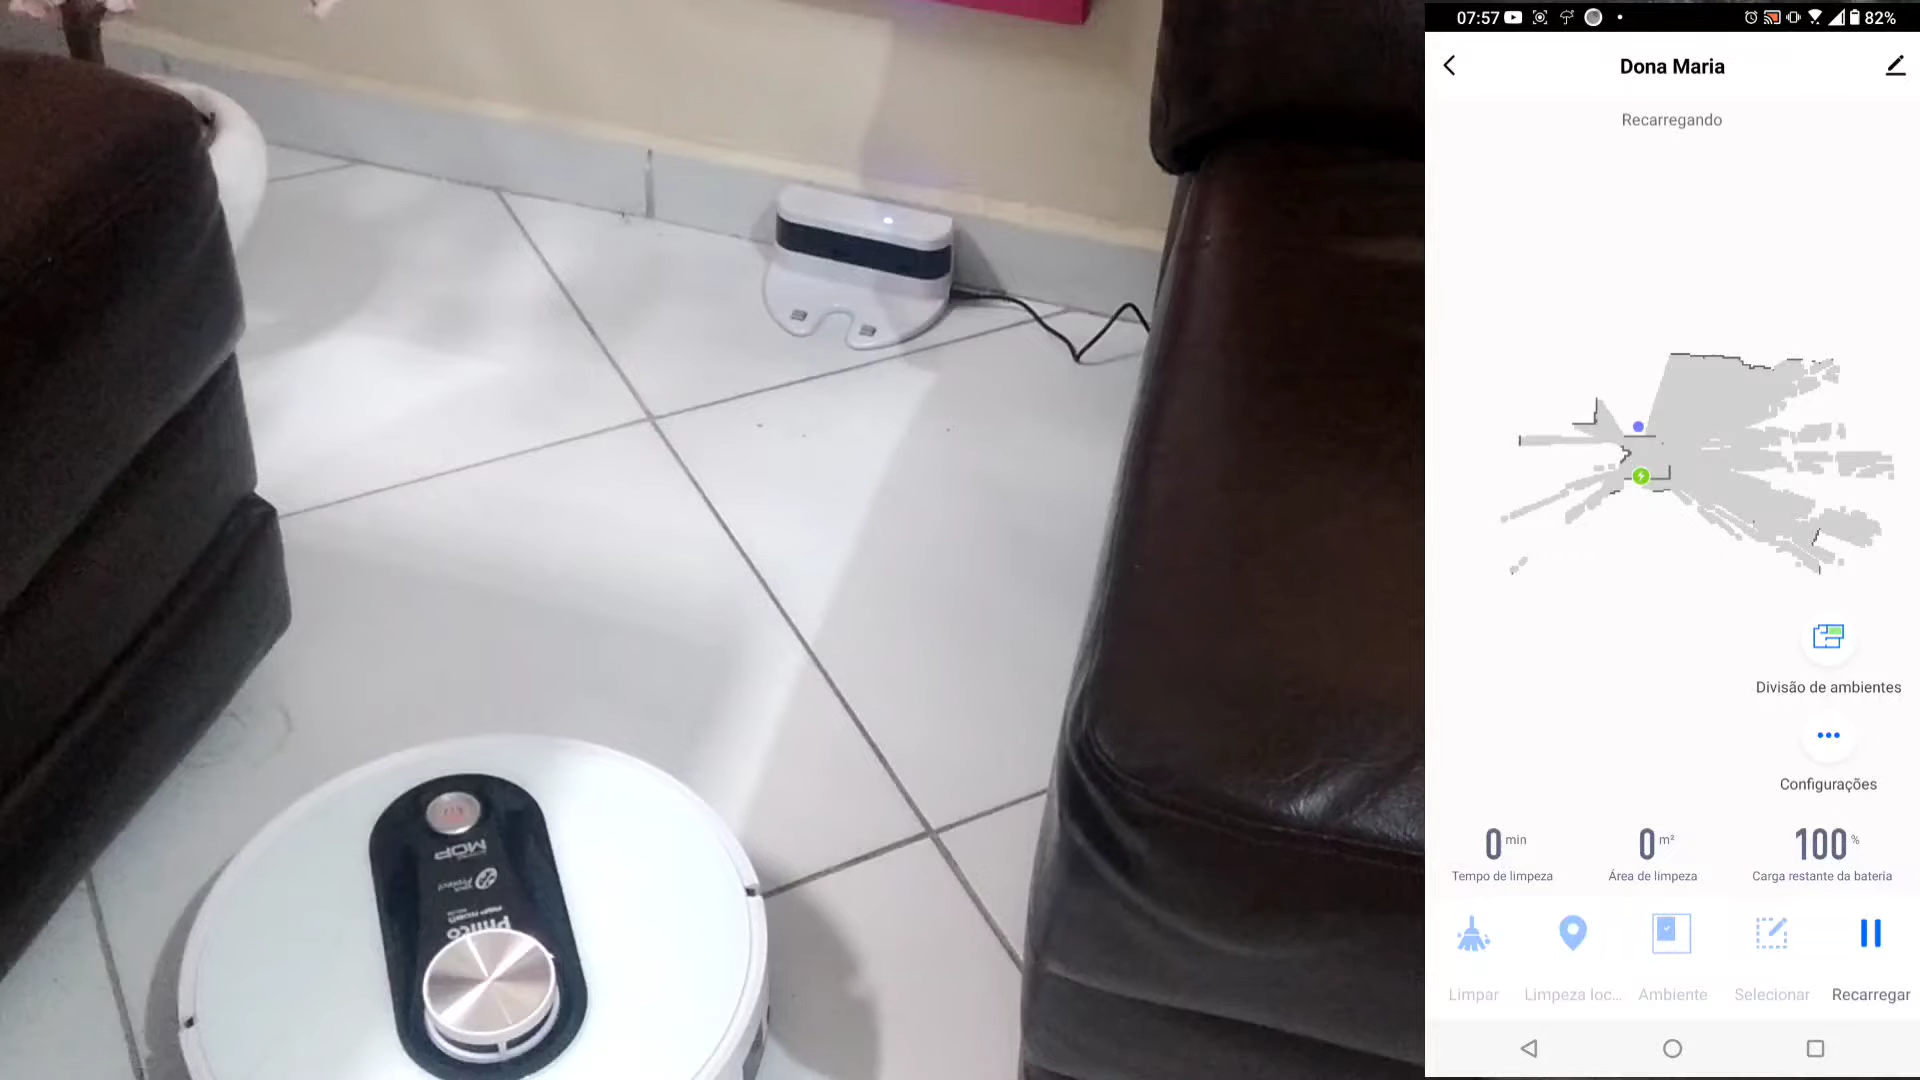 MOP
Philco
07:57
82%
Dona Maria
Recarregando
Divisão de ambientes
Configurações
0 min
0 m²
100 %
Tempo de limpeza
Área de limpeza
Carga restante da bateria
Limpar
Limpeza loc...
Ambiente
Selecionar
Recarregar